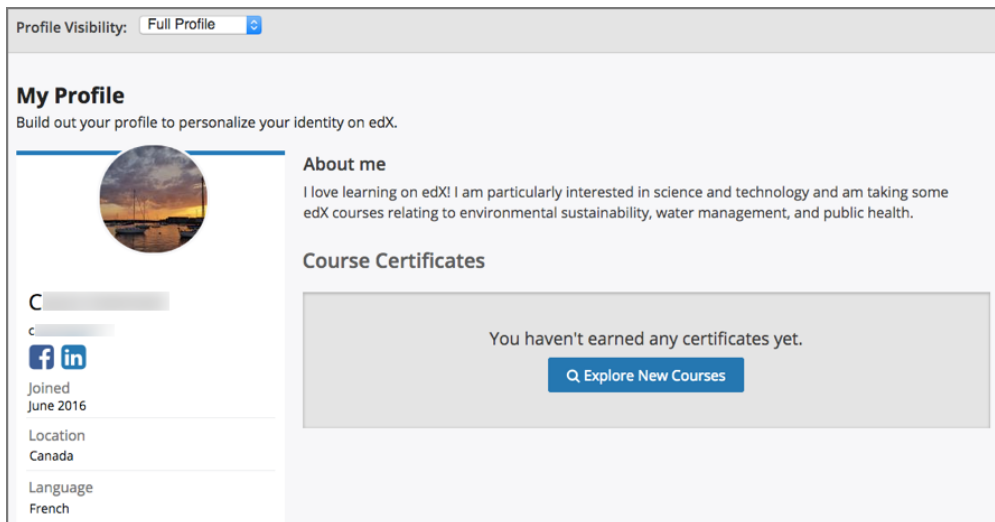 Profile Visibility: Full Profile
My Profile
Build out your profile to personalize your identity on edX.
About me
I love learning on edX! I am particularly interested in science and technology and am taking some
edX courses relating to environmental sustainability, water management, and public health.
Course Certificates
You haven't earned any certificates yet.
Explore New Courses
C
c
f in
Joined
June 2016
Location
Canada
Language
French